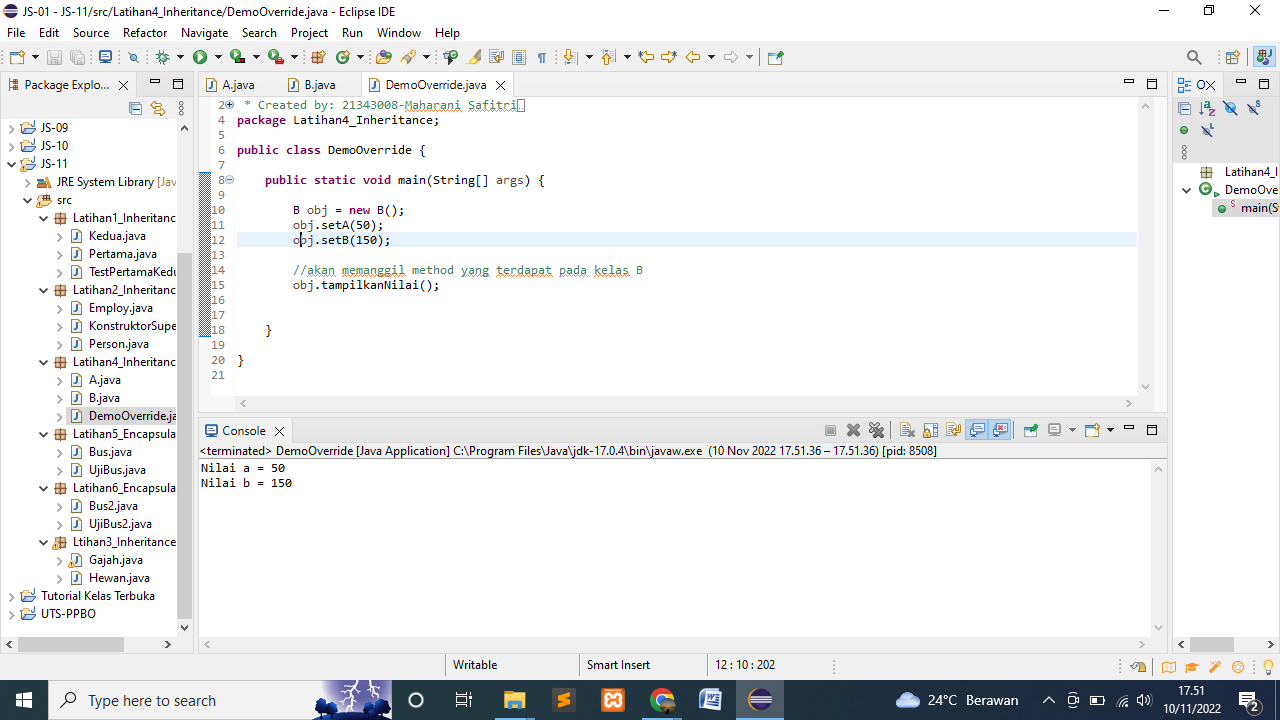 JS-01 - JS-11/src/Latihan4_Inheritance/DemoOverride.java - Eclipse IDE
File Edit Source Refactor Navigate Search Project Run Window Help
Package Explo...
JS-09
JS-10
JS-11
JRE System Library [Jav
src
Latihan1_Inheritanc
Kedua.java
Pertama.java
TestPertamaKedu
Latihan2_Inheritanc
Employ.java
KonstruktorSupe
Person.java
Latihan4_Inheritanc
A.java
B.java
DemoOverride.ja
Latihan5_Encapsula
Bus.java
UjiBus.java
Latihan6_Encapsula
Bus2.java
UjiBus2.java
Ltihan3_Inheritance
Gajah.java
Hewan.java
Tutorial Kelas Terbuka
UTS-PPBO
A.java B.java DemoOverride.java
2 * Created by: 21343008-Maharani Safitri
4 package Latihan4_Inheritance;
5
6 public class DemoOverride {
7
8 public static void main(String[] args) {
9
10 B obj = new B();
11 obj.setA(50);
12 obj.setB(150);
13
14 //akan memanggil method yang terdapat pada kelas B
15 obj.tampilkanNilai();
16
17
18 }
19
20 }
21
Console
<terminated> DemoOverride [Java Application] C:\Program Files\Java\jdk-17.0.4\bin\javaw.exe (10 Nov 2022 17.51.36 – 17.51.36) [pid: 8508]
Nilai a = 50
Nilai b = 150
O
Latihan4_I
DemoOve
main(S
Writable Smart Insert 12 : 10 : 202
Type here to search
24°C Berawan
17.51
10/11/2022
2